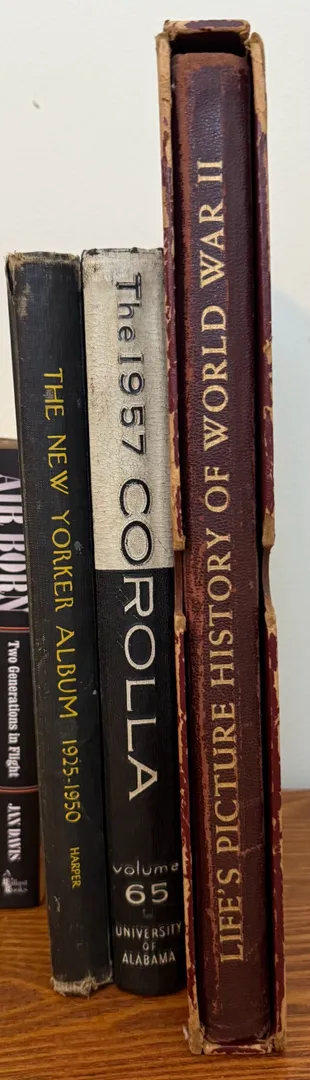 AIR BORN
Two Generations in Flight
JAN DAVIS
THE NEW YORKER ALBUM 1925-1950
HARPER
The 1957 COROLLA
volume
65
UNIVERSITY
OF
ALABAMA
LIFE'S PICTURE HISTORY OF WORLD WAR II